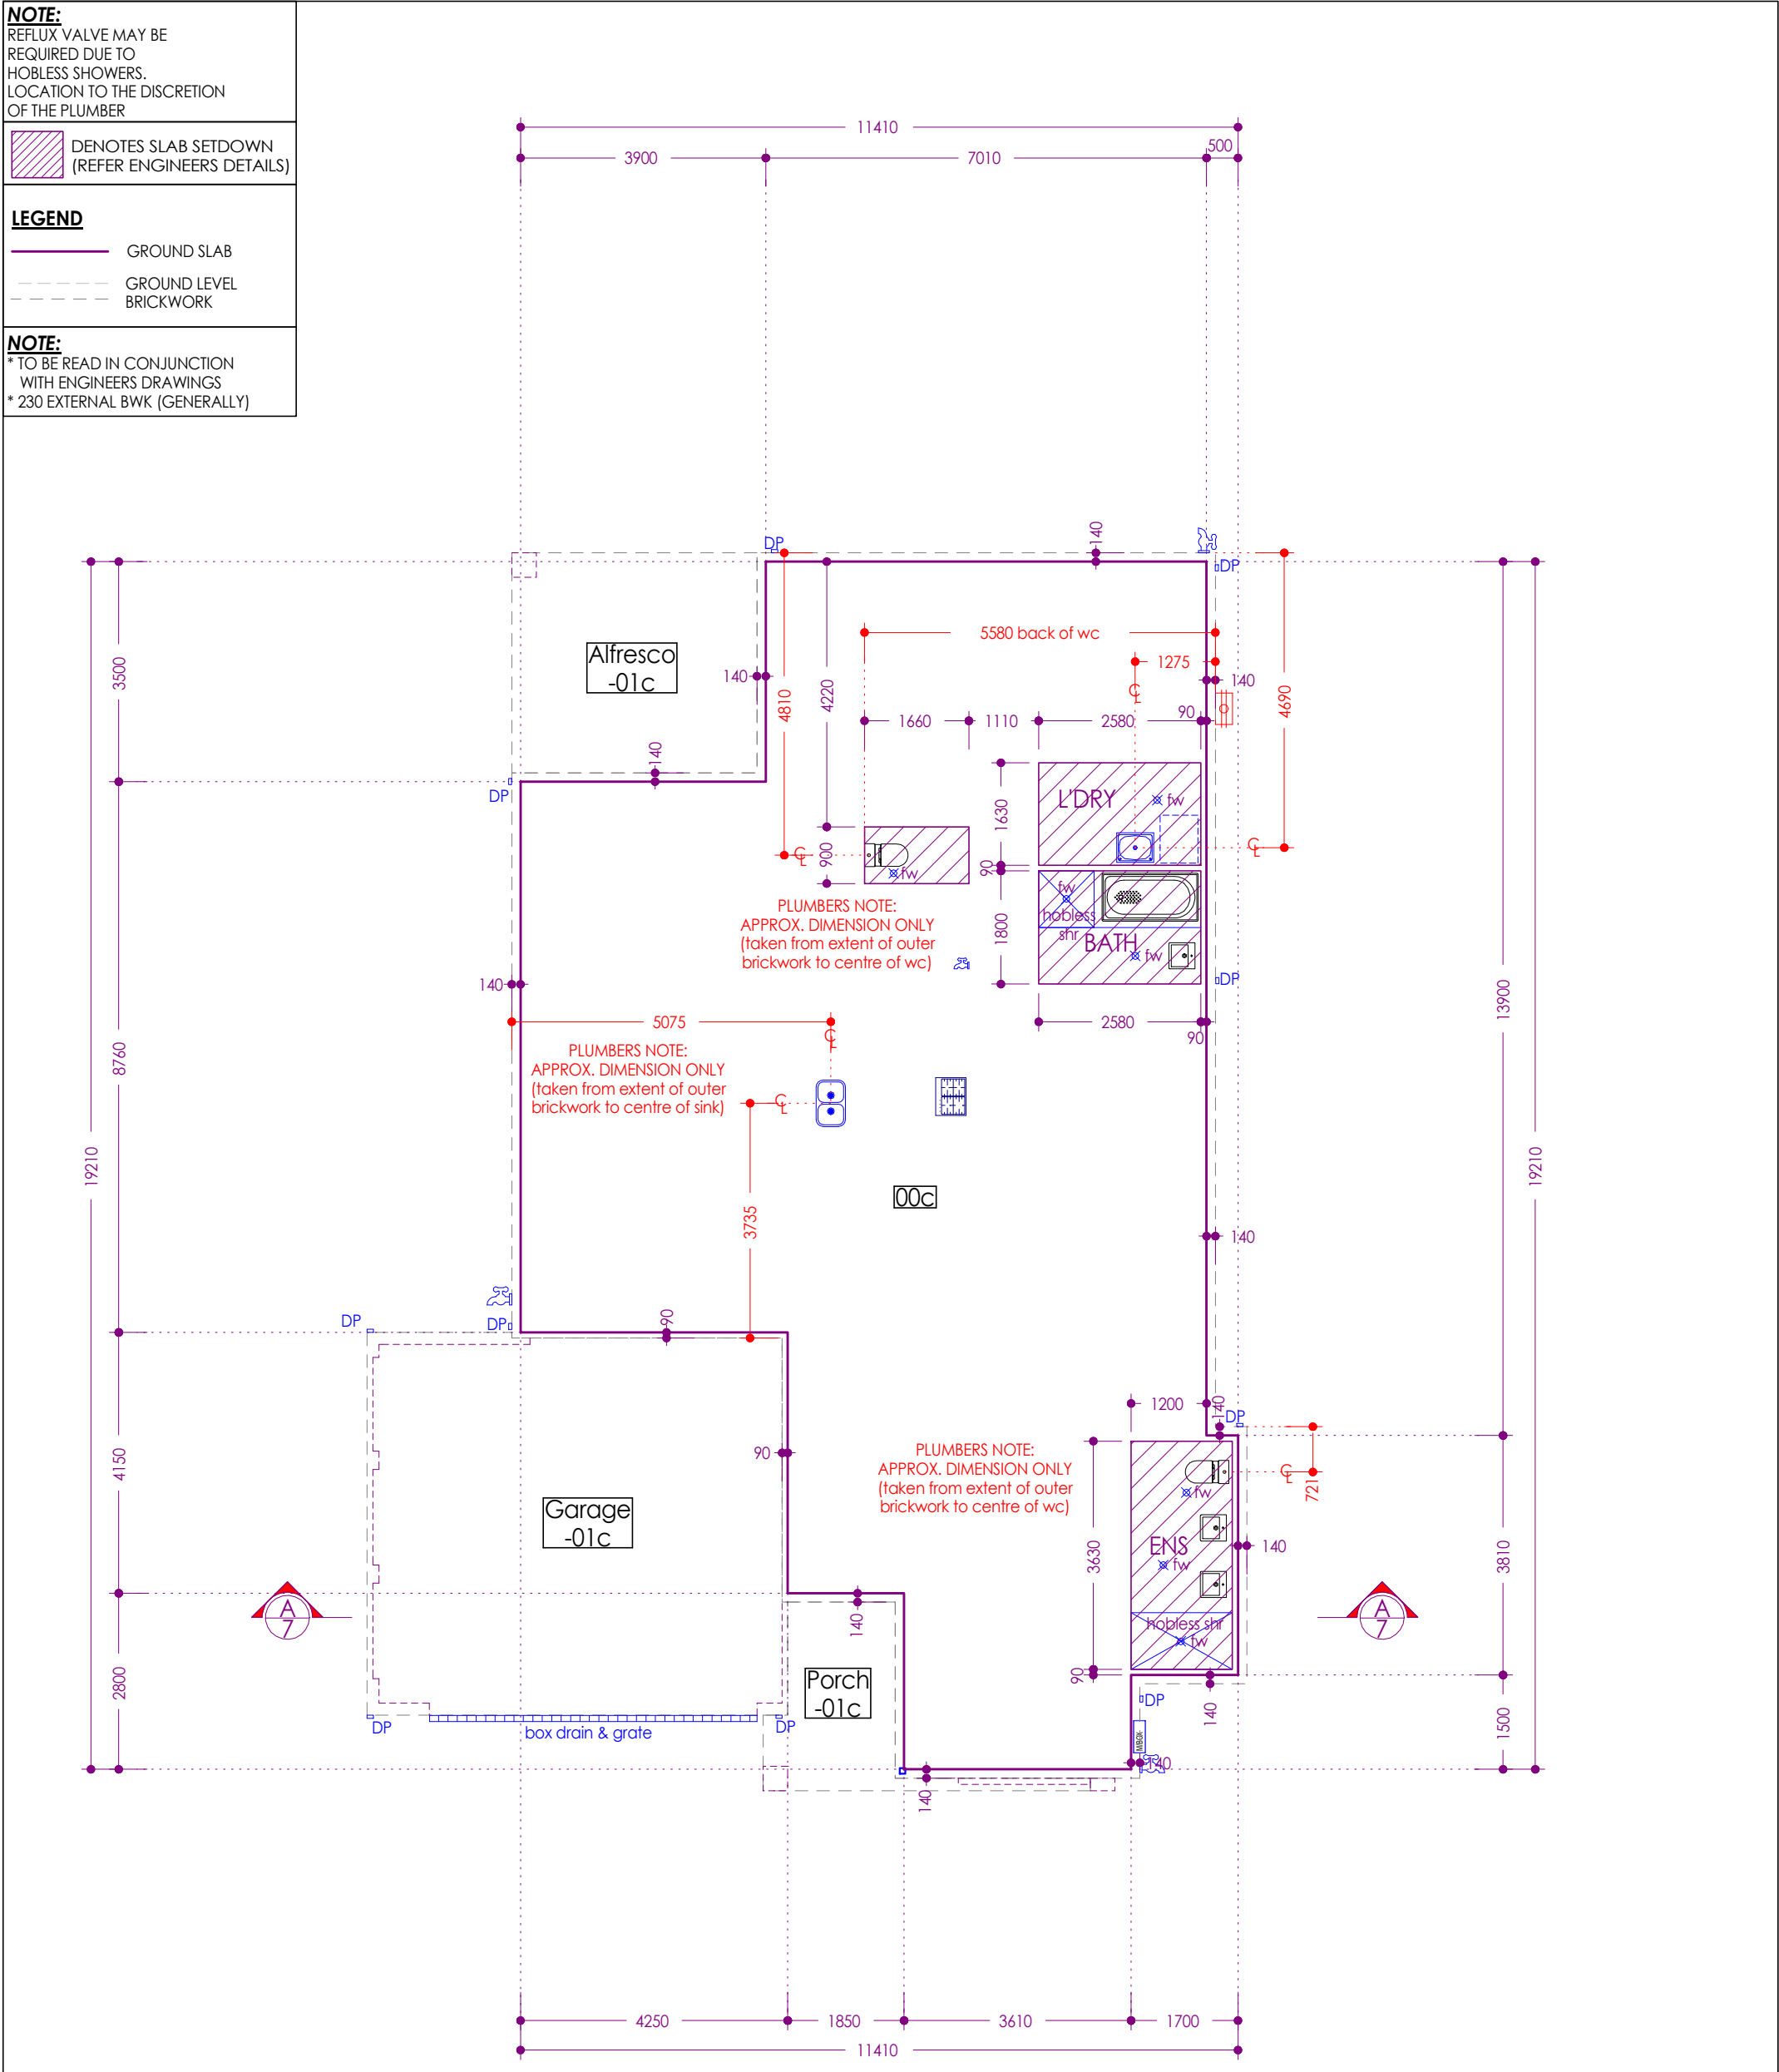 NOTE:
REFLUX VALVE MAY BE
REQUIRED DUE TO
HOBLESS SHOWERS.
LOCATION TO THE DISCRETION
OF THE PLUMBER
DENOTES SLAB SETDOWN
(REFER ENGINEERS DETAILS)
LEGEND
GROUND SLAB
GROUND LEVEL
BRICKWORK
NOTE:
* TO BE READ IN CONJUNCTION
WITH ENGINEERS DRAWINGS
* 230 EXTERNAL BWK (GENERALLY)
11410
3900
7010
500
140
DP
DP
3500
Alfresco
-01c
140
4810
4220
5580 back of wc
1275
℄
140
4690
1660
1110
2580
90
140
DP
1630
L'DRY
fw
℄
900
℄
fw
90
fw
hobless
shr
BATH
fw
1800
PLUMBERS NOTE:
APPROX. DIMENSION ONLY
(taken from extent of outer
brickwork to centre of wc)
DP
140
13900
5075
℄
2580
90
8760
PLUMBERS NOTE:
APPROX. DIMENSION ONLY
(taken from extent of outer
brickwork to centre of sink)
℄
19210
19210
00c
3735
140
DP
DP
90
1200
140
DP
90
4150
PLUMBERS NOTE:
APPROX. DIMENSION ONLY
(taken from extent of outer
brickwork to centre of wc)
℄
721
fw
Garage
-01c
3630
ENS
fw
140
3810
A
7
A
7
140
hobless shr
fw
90
2800
Porch
-01c
DP
140
DP
DP
box drain & grate
M/BOX
1500
140
140
4250
1850
3610
1700
11410